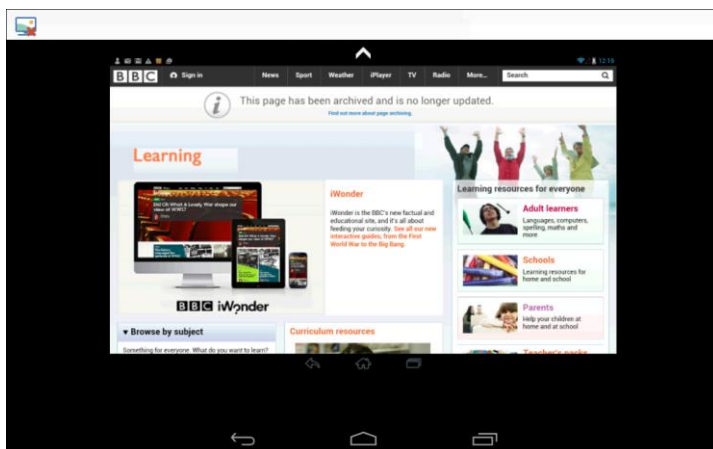 12:15
BBC Sign in News Sport Weather iPlayer TV Radio More... Search
This page has been archived and is no longer updated.
Find out more about page archiving.
Learning
BBC iWonder
iWonder
iWonder is the BBC's new factual and
educational site, and it's all about
feeding your curiosity. See all our new
interactive guides, from the First
World War to the Big Bang.
Learning resources for everyone
Adult learners
Languages, computers,
spelling, maths and
more
Schools
Learning resources for
home and school
Parents
Help your children at
home and at school
Teacher's packs
▾ Browse by subject
Something for everyone. What do you want to learn?
Curriculum resources